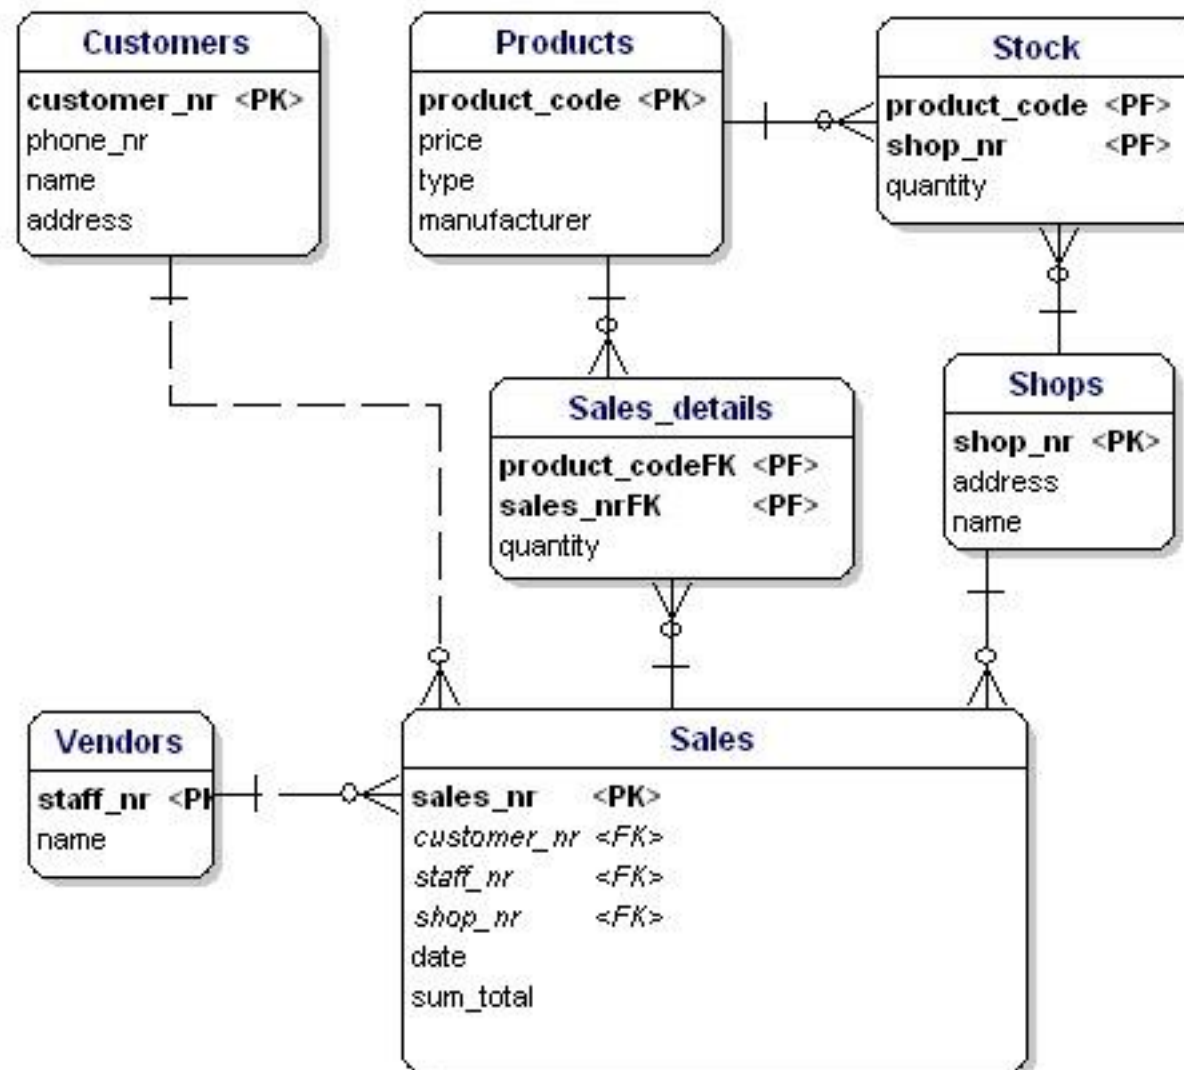 Customers
customer_nr <PK>
phone_nr
name
address
Products
product_code <PK>
price
type
manufacturer
Stock
product_code <PF>
shop_nr <PF>
quantity
Sales_details
product_codeFK <PF>
sales_nrFK <PF>
quantity
Shops
shop_nr <PK>
address
name
Vendors
staff_nr <PK
name
Sales
sales_nr <PK>
customer_nr <FK>
staff_nr <FK>
shop_nr <FK>
date
sum_total